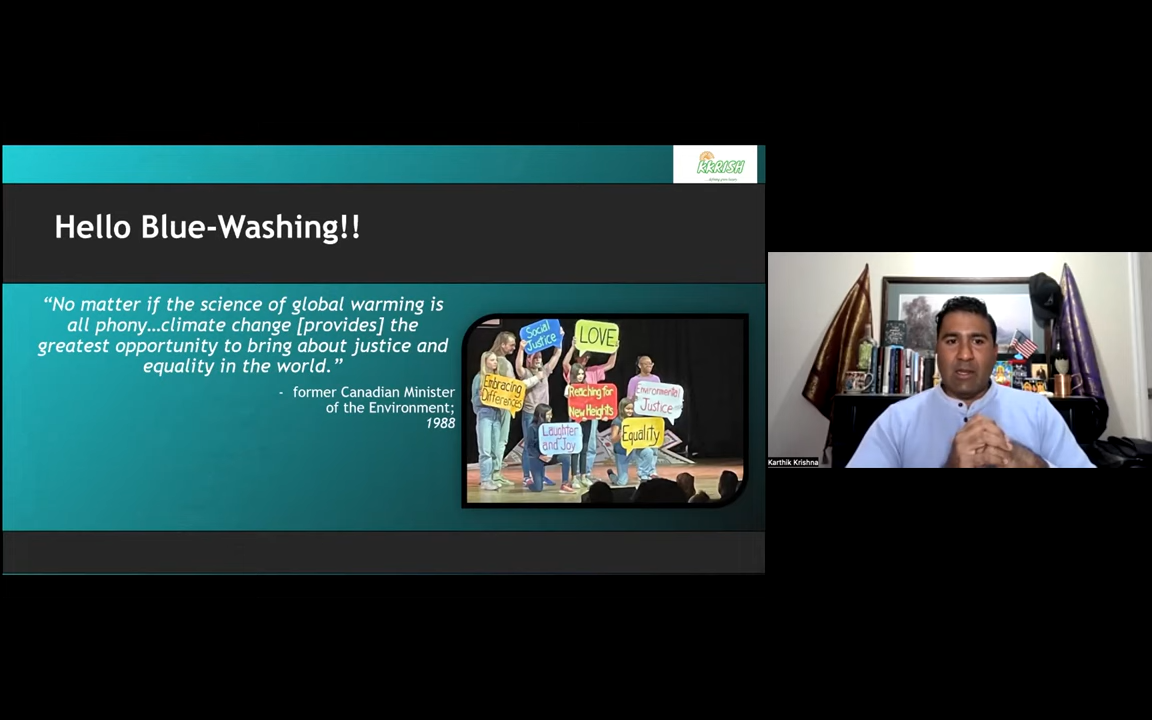 KRRISH
Hello Blue-Washing!!
“No matter if the science of global warming is
all phony…climate change [provides] the
greatest opportunity to bring about justice and
equality in the world.”
- former Canadian Minister
of the Environment;
1988
Social
Justice
LOVE
Embracing
Differences
Reaching for
New Heights
Environmental
Justice
Laughter
and Joy
Equality
Karthik Krishna